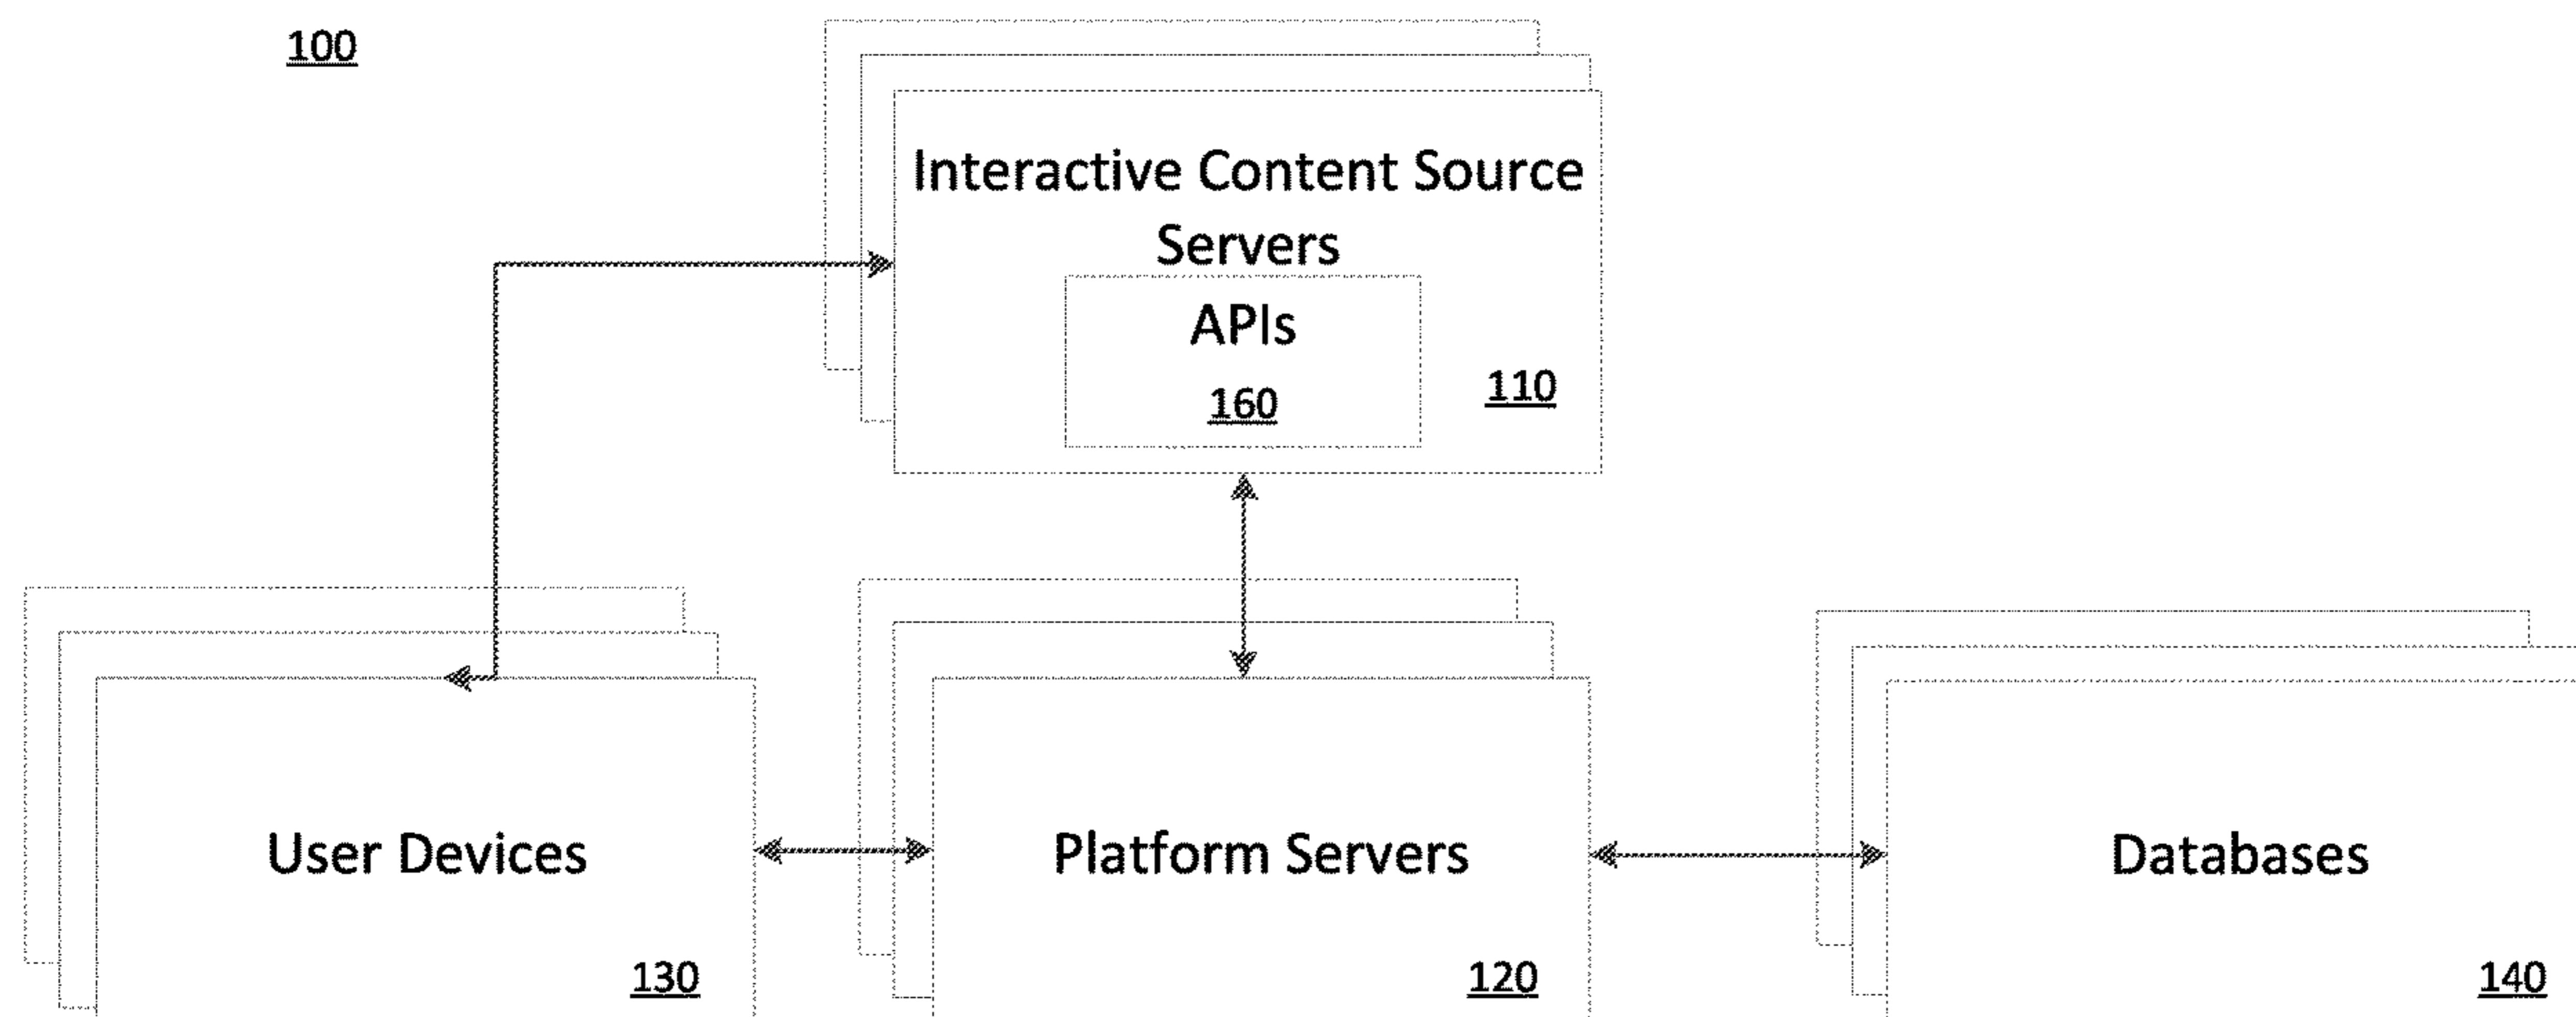 100
Interactive Content Source
Servers
APIs
160
110
User Devices
130
Platform Servers
120
Databases
140